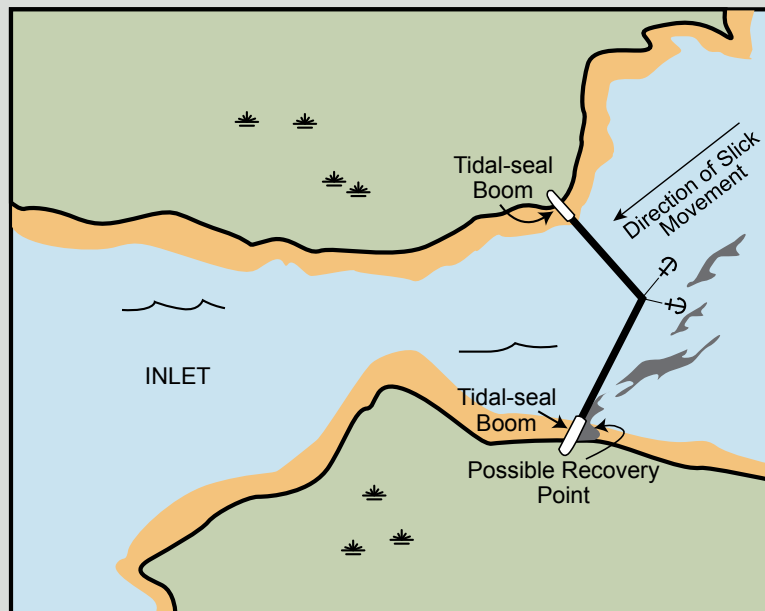 Tidal-seal
Boom
Direction of Slick
Movement
INLET
Tidal-seal
Boom
Possible Recovery
Point